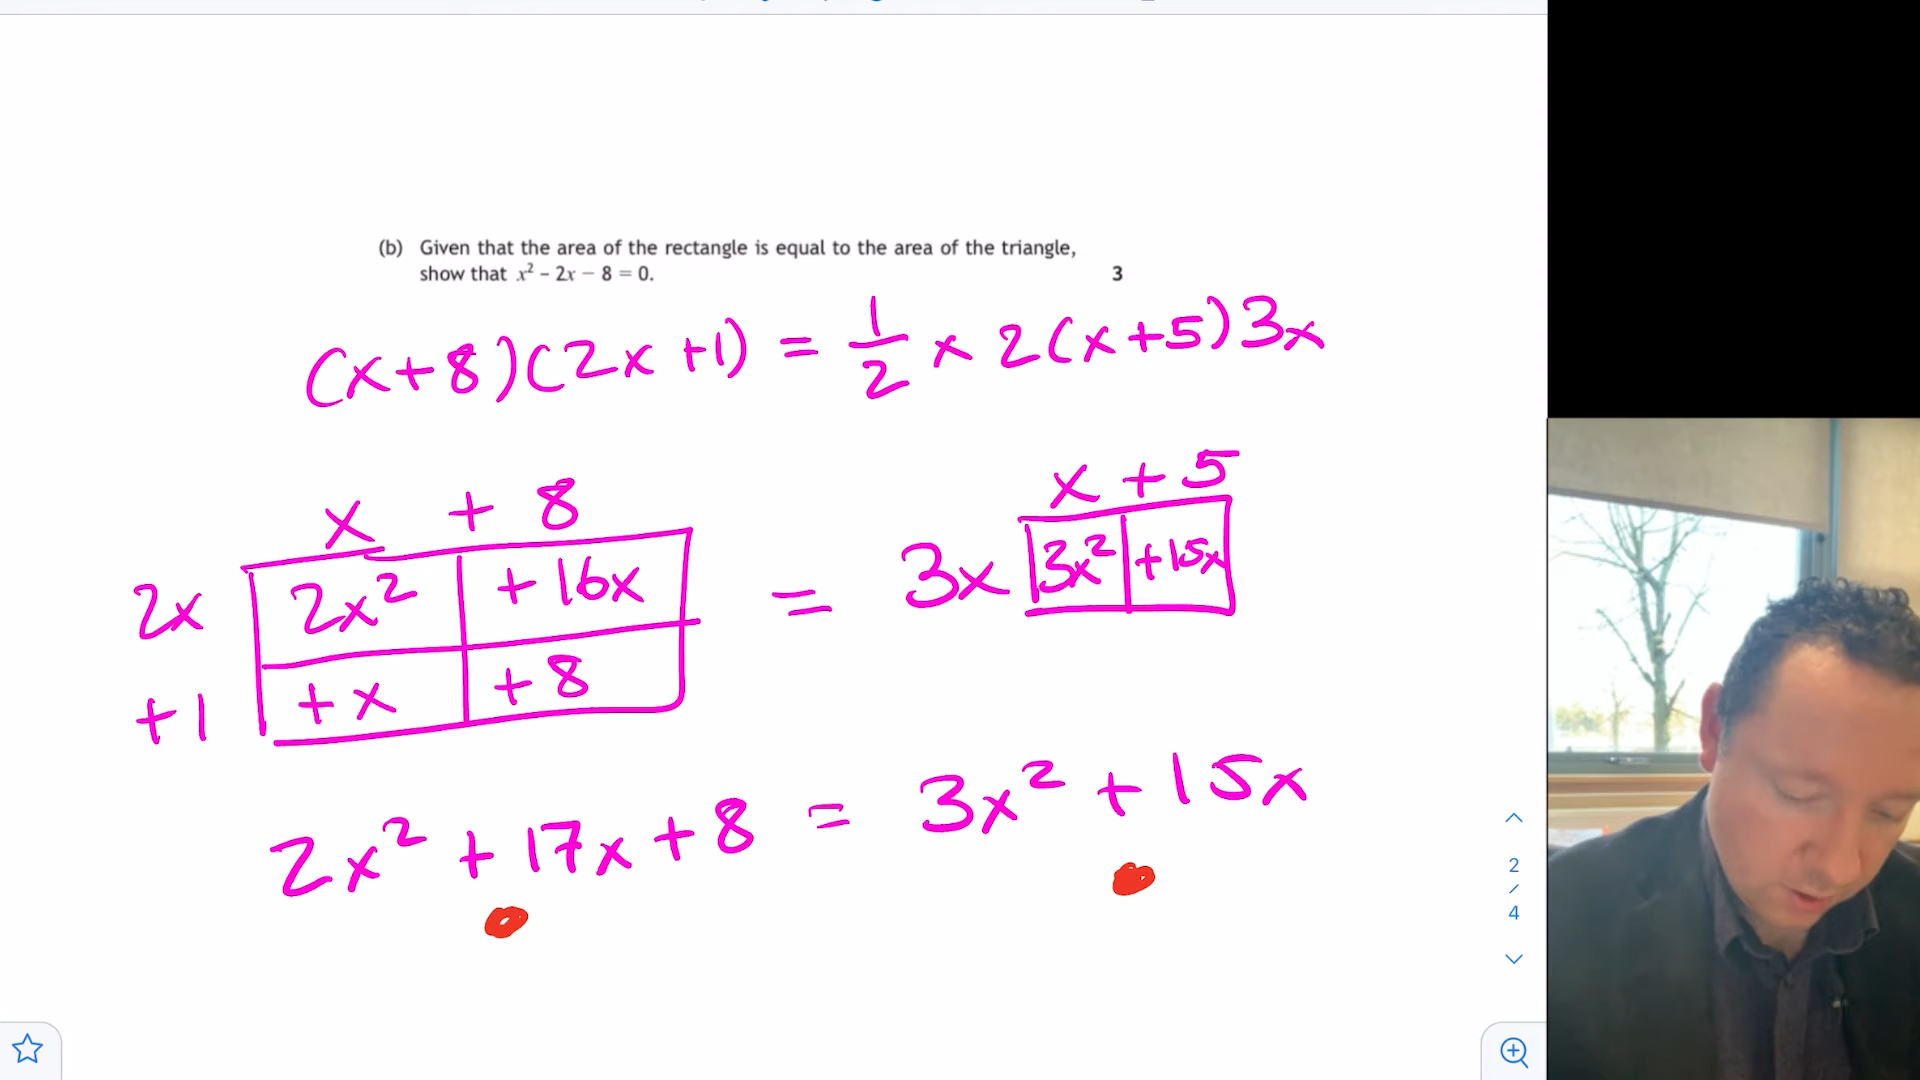 (b) Given that the area of the rectangle is equal to the area of the triangle,
show that x² – 2x – 8 = 0. 3
(x+8)(2x+1) = 1/2 × 2(x+5)3x
x + 8
x + 5
2x 2x² +16x = 3x 3x² +15x
+1 +x +8
2x² + 17x + 8 = 3x² + 15x
2
/
4